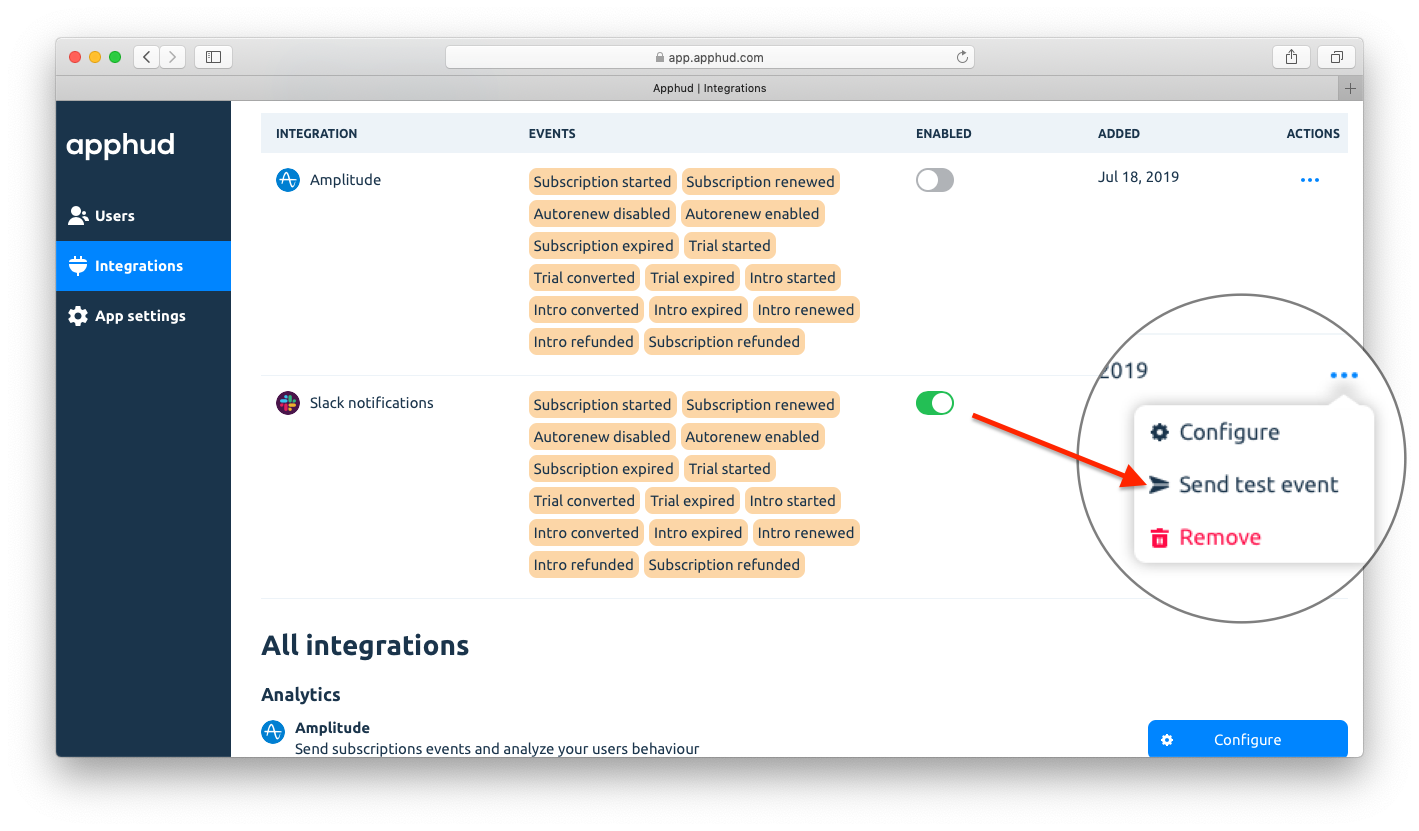 app.apphud.com
Apphud | Integrations
apphud
Users
Integrations
App settings
INTEGRATION EVENTS ENABLED ADDED ACTIONS
Amplitude
Subscription started Subscription renewed
Autorenew disabled Autorenew enabled
Subscription expired Trial started
Trial converted Trial expired Intro started
Intro converted Intro expired Intro renewed
Intro refunded Subscription refunded
Jul 18, 2019
Slack notifications
Subscription started Subscription renewed
Autorenew disabled Autorenew enabled
Subscription expired Trial started
Trial converted Trial expired Intro started
Intro converted Intro expired Intro renewed
Intro refunded Subscription refunded
2019
Configure
Send test event
Remove
All integrations
Analytics
Amplitude
Send subscriptions events and analyze your users behaviour
Configure